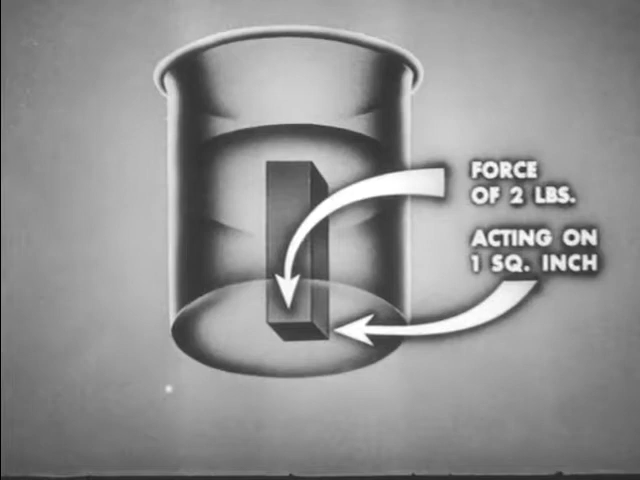 FORCE
OF 2 LBS.
ACTING ON
1 SQ. INCH